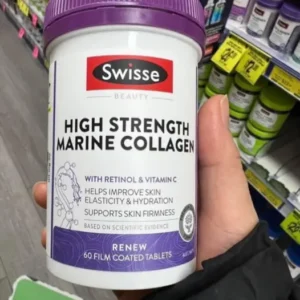 Swisse
BEAUTY
HIGH STRENGTH
MARINE COLLAGEN
WITH RETINOL & VITAMIN C
HELPS IMPROVE SKIN
ELASTICITY & HYDRATION
SUPPORTS SKIN FIRMNESS
BASED ON SCIENTIFIC EVIDENCE
RENEW
60 FILM COATED TABLETS